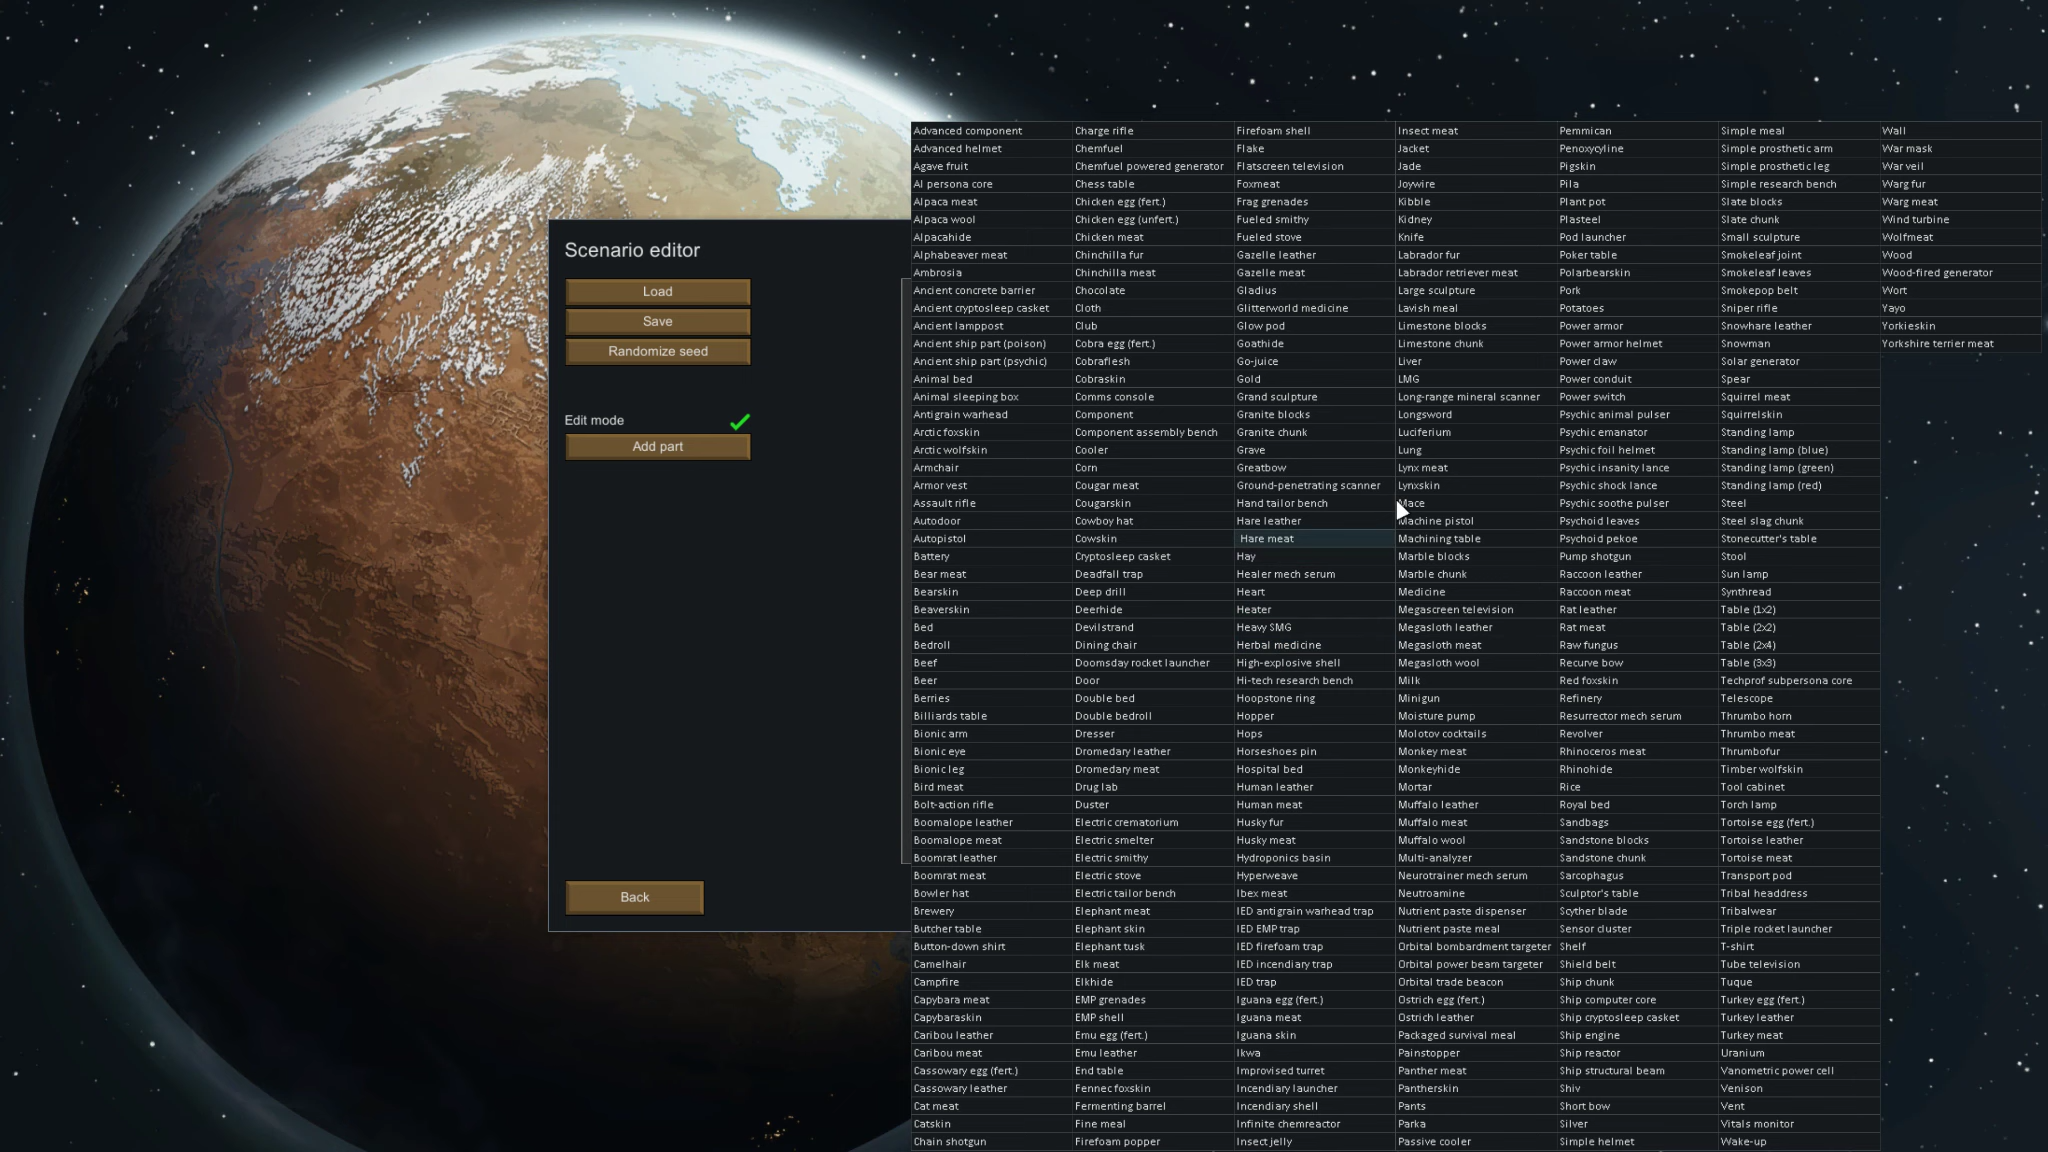 Scenario editor
Load
Save
Randomize seed
Edit mode
Add part
Back
Advanced component
Advanced helmet
Agave fruit
AI persona core
Alpaca meat
Alpaca wool
Alpacahide
Alphabeaver meat
Ambrosia
Ancient concrete barrier
Ancient cryptosleep casket
Ancient lamppost
Ancient ship part (poison)
Ancient ship part (psychic)
Animal bed
Animal sleeping box
Antigrain warhead
Arctic foxskin
Arctic wolfskin
Armchair
Armor vest
Assault rifle
Autodoor
Autopistol
Battery
Bear meat
Bearskin
Beaverskin
Bed
Bedroll
Beef
Beer
Berries
Billiards table
Bionic arm
Bionic eye
Bionic leg
Bird meat
Bolt-action rifle
Boomalope leather
Boomalope meat
Boomrat leather
Boomrat meat
Bowler hat
Brewery
Butcher table
Button-down shirt
Camelhair
Campfire
Capybara meat
Capybaraskin
Caribou leather
Caribou meat
Cassowary egg (fert.)
Cassowary leather
Cat meat
Catskin
Chain shotgun
Charge rifle
Chemfuel
Chemfuel powered generator
Chess table
Chicken egg (fert.)
Chicken egg (unfert.)
Chicken meat
Chinchilla fur
Chinchilla meat
Chocolate
Cloth
Club
Cobra egg (fert.)
Cobraflesh
Cobraskin
Comms console
Component
Component assembly bench
Cooler
Corn
Cougar meat
Cougarskin
Cowboy hat
Cowskin
Cryptosleep casket
Deadfall trap
Deep drill
Deerhide
Devilstrand
Dining chair
Doomsday rocket launcher
Door
Double bed
Double bedroll
Dresser
Dromedary leather
Dromedary meat
Drug lab
Duster
Electric crematorium
Electric smelter
Electric smithy
Electric stove
Electric tailor bench
Elephant meat
Elephant skin
Elephant tusk
Elk meat
Elkhide
EMP grenades
EMP shell
Emu egg (fert.)
Emu leather
End table
Fennec foxskin
Fermenting barrel
Fine meal
Firefoam popper
Firefoam shell
Flake
Flatscreen television
Foxmeat
Frag grenades
Fueled smithy
Fueled stove
Gazelle leather
Gazelle meat
Gladius
Glitterworld medicine
Glow pod
Goathide
Go-juice
Gold
Grand sculpture
Granite blocks
Granite chunk
Grave
Greatbow
Ground-penetrating scanner
Hand tailor bench
Hare leather
Hare meat
Hay
Healer mech serum
Heart
Heater
Heavy SMG
Herbal medicine
High-explosive shell
Hi-tech research bench
Hoopstone ring
Hopper
Hops
Horseshoes pin
Hospital bed
Human leather
Human meat
Husky fur
Husky meat
Hydroponics basin
Hyperweave
Ibex meat
IED antigrain warhead trap
IED EMP trap
IED firefoam trap
IED incendiary trap
IED trap
Iguana egg (fert.)
Iguana meat
Iguana skin
Ikwa
Improvised turret
Incendiary launcher
Incendiary shell
Infinite chemreactor
Insect jelly
Insect meat
Jacket
Jade
Joywire
Kibble
Kidney
Knife
Labrador fur
Labrador retriever meat
Large sculpture
Lavish meal
Limestone blocks
Limestone chunk
Liver
LMG
Long-range mineral scanner
Longsword
Luciferium
Lung
Lynx meat
Lynxskin
Mace
Machine pistol
Machining table
Marble blocks
Marble chunk
Medicine
Megascreen television
Megasloth leather
Megasloth meat
Megasloth wool
Milk
Minigun
Moisture pump
Molotov cocktails
Monkey meat
Monkeyhide
Mortar
Muffalo leather
Muffalo meat
Muffalo wool
Multi-analyzer
Neurotrainer mech serum
Neutroamine
Nutrient paste dispenser
Nutrient paste meal
Orbital bombardment targeter
Orbital power beam targeter
Orbital trade beacon
Ostrich egg (fert.)
Ostrich leather
Packaged survival meal
Painstopper
Panther meat
Pantherskin
Pants
Parka
Passive cooler
Pemmican
Penoxycyline
Pigskin
Pila
Plant pot
Plasteel
Pod launcher
Poker table
Polarbearskin
Pork
Potatoes
Power armor
Power armor helmet
Power claw
Power conduit
Power switch
Psychic animal pulser
Psychic emanator
Psychic foil helmet
Psychic insanity lance
Psychic shock lance
Psychic soothe pulser
Psychoid leaves
Psychoid pekoe
Pump shotgun
Raccoon leather
Raccoon meat
Rat leather
Rat meat
Raw fungus
Recurve bow
Red foxskin
Refinery
Resurrector mech serum
Revolver
Rhinoceros meat
Rhinohide
Rice
Royal bed
Sandbags
Sandstone blocks
Sandstone chunk
Sarcophagus
Sculptor's table
Scyther blade
Sensor cluster
Shelf
Shield belt
Ship chunk
Ship computer core
Ship cryptosleep casket
Ship engine
Ship reactor
Ship structural beam
Shiv
Short bow
Silver
Simple helmet
Simple meal
Simple prosthetic arm
Simple prosthetic leg
Simple research bench
Slate blocks
Slate chunk
Small sculpture
Smokeleaf joint
Smokeleaf leaves
Smokepop belt
Sniper rifle
Snowhare leather
Snowman
Solar generator
Spear
Squirrel meat
Squirrelskin
Standing lamp
Standing lamp (blue)
Standing lamp (green)
Standing lamp (red)
Steel
Steel slag chunk
Stonecutter's table
Stool
Sun lamp
Synthread
Table (1x2)
Table (2x2)
Table (2x4)
Table (3x3)
Techprof subpersona core
Telescope
Thrumbo horn
Thrumbo meat
Thrumbofur
Timber wolfskin
Tool cabinet
Torch lamp
Tortoise egg (fert.)
Tortoise leather
Tortoise meat
Transport pod
Tribal headdress
Tribalwear
Triple rocket launcher
T-shirt
Tube television
Tuque
Turkey egg (fert.)
Turkey leather
Turkey meat
Uranium
Vanometric power cell
Venison
Vent
Vitals monitor
Wake-up
Wall
War mask
War veil
Warg fur
Warg meat
Wind turbine
Wolfmeat
Wood
Wood-fired generator
Wort
Yayo
Yorkieskin
Yorkshire terrier meat